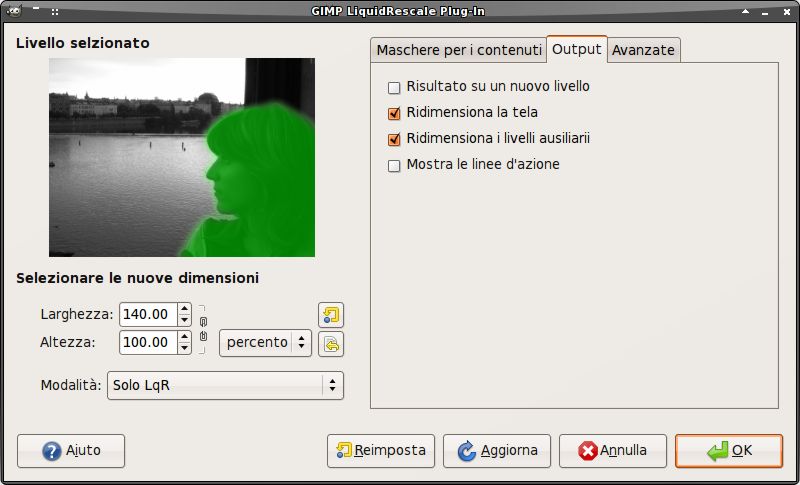 GIMP LiquidRescale Plug-In
Livello selzionato
Maschere per i contenuti
Output
Avanzate
Risultato su un nuovo livello
Ridimensiona la tela
Ridimensiona i livelli ausiliarii
Mostra le linee d'azione
Selezionare le nuove dimensioni
Larghezza: 140.00
Altezza: 100.00 percento
Modalità: Solo LqR
Aiuto
Reimposta
Aggiorna
Annulla
OK